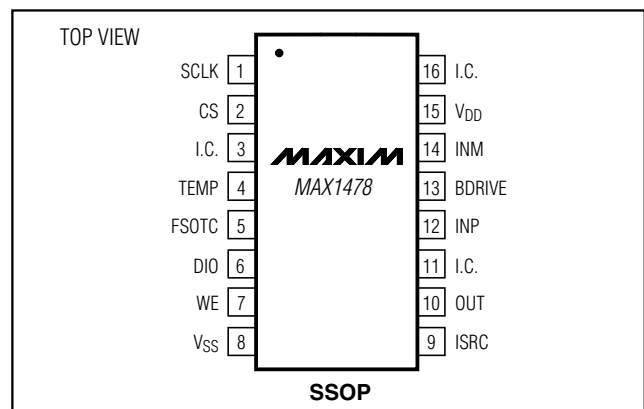 TOP VIEW
SCLK 1
CS 2
I.C. 3
TEMP 4
FSOTC 5
DIO 6
WE 7
VSS 8
MAXIM
MAX1478
16 I.C.
15 VDD
14 INM
13 BDRIVE
12 INP
11 I.C.
10 OUT
9 ISRC
SSOP